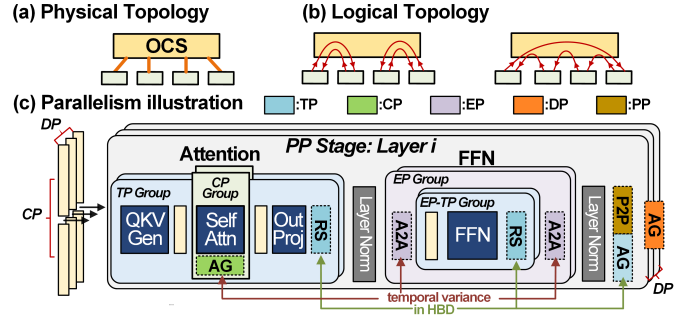 (a) Physical Topology
(b) Logical Topology
OCS
(c) Parallelism illustration
:TP
:CP
:EP
:DP
:PP
DP
CP
PP Stage: Layer i
Attention
FFN
TP Group
CP
Group
EP Group
EP-TP Group
QKV
Gen
Self
Attn
Out
Proj
RS
AG
Layer Norm
A2A
FFN
RS
A2A
Layer Norm
P2P
AG
AG
DP
temporal variance
in HBD